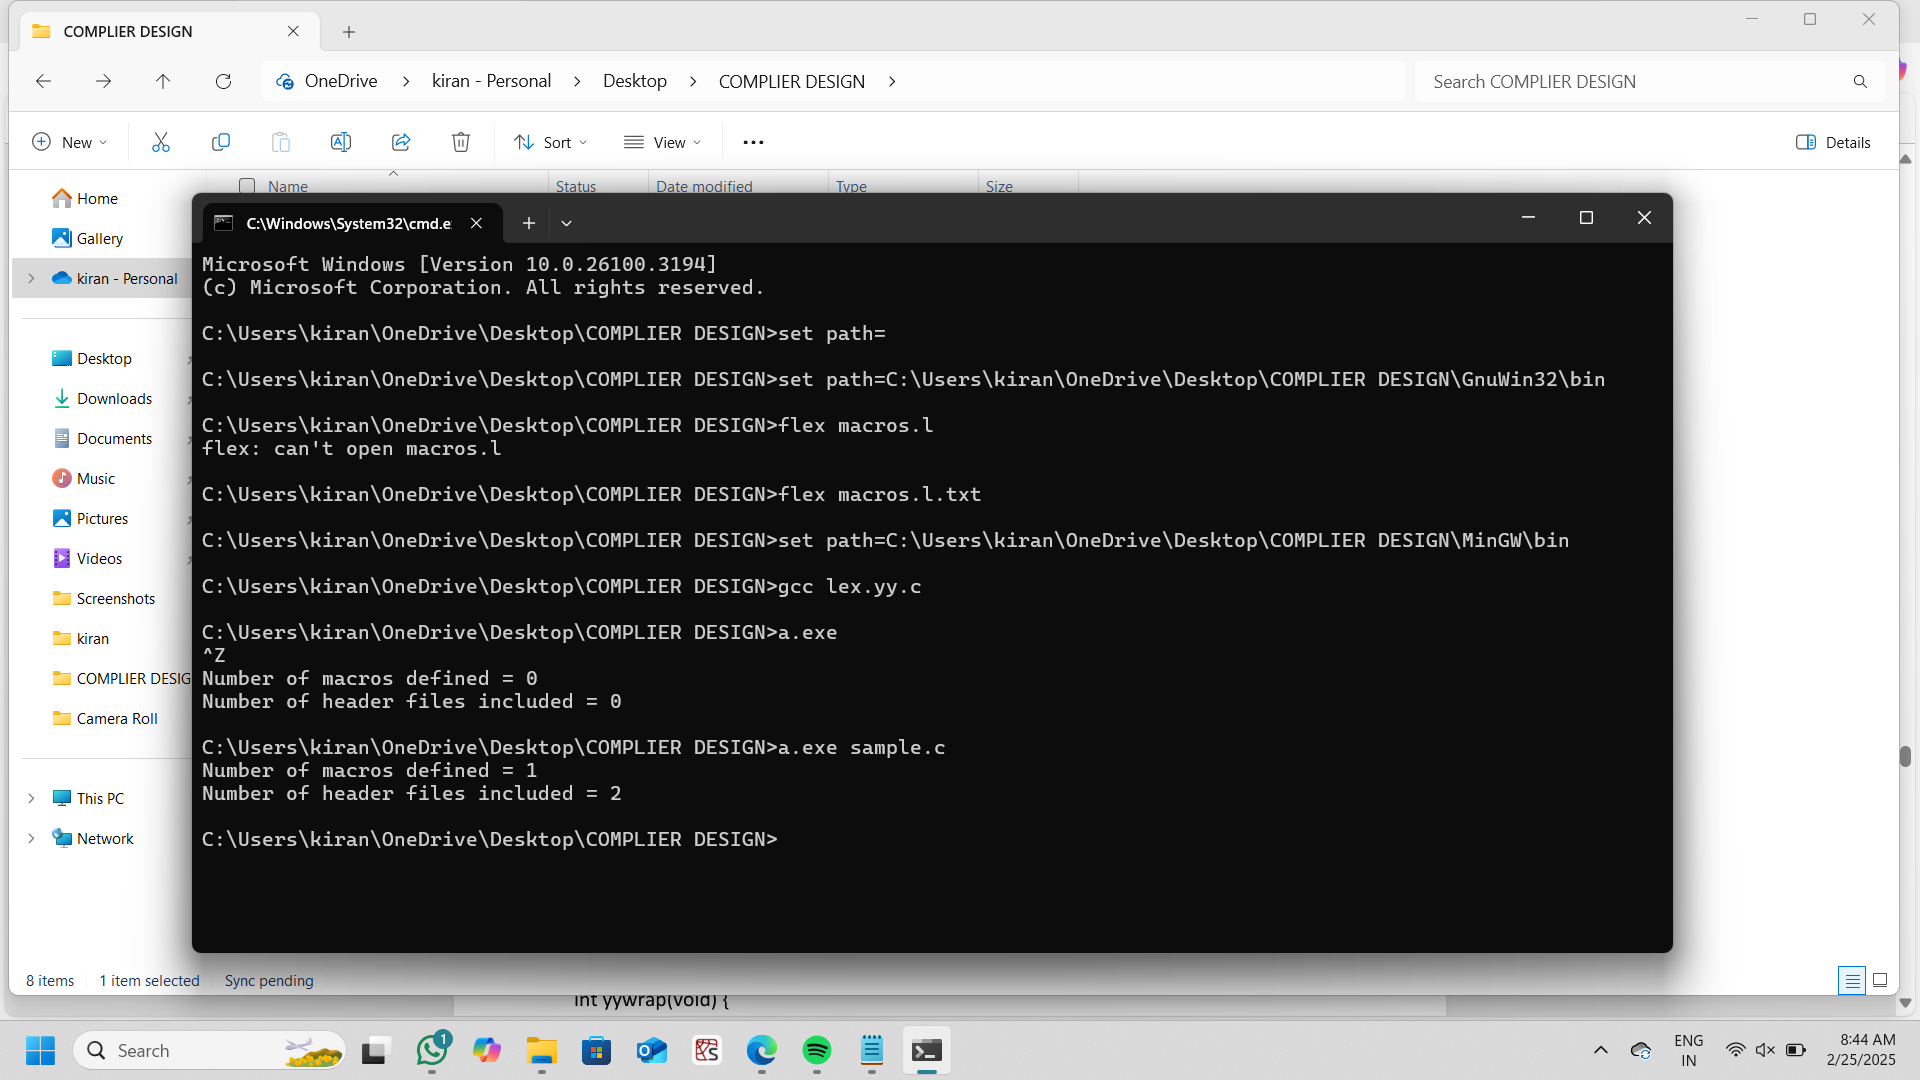 COMPLIER DESIGN
OneDrive > kiran - Personal > Desktop > COMPLIER DESIGN >
Search COMPLIER DESIGN
New
Sort
View
Details
Name
Status
Date modified
Type
Size
Home
Gallery
kiran - Personal
Desktop
Downloads
Documents
Music
Pictures
Videos
Screenshots
kiran
COMPLIER DESIG
Camera Roll
This PC
Network
C:\Windows\System32\cmd.e
Microsoft Windows [Version 10.0.26100.3194]
(c) Microsoft Corporation. All rights reserved.
C:\Users\kiran\OneDrive\Desktop\COMPLIER DESIGN>set path=
C:\Users\kiran\OneDrive\Desktop\COMPLIER DESIGN>set path=C:\Users\kiran\OneDrive\Desktop\COMPLIER DESIGN\GnuWin32\bin
C:\Users\kiran\OneDrive\Desktop\COMPLIER DESIGN>flex macros.l
flex: can't open macros.l
C:\Users\kiran\OneDrive\Desktop\COMPLIER DESIGN>flex macros.l.txt
C:\Users\kiran\OneDrive\Desktop\COMPLIER DESIGN>set path=C:\Users\kiran\OneDrive\Desktop\COMPLIER DESIGN\MinGW\bin
C:\Users\kiran\OneDrive\Desktop\COMPLIER DESIGN>gcc lex.yy.c
C:\Users\kiran\OneDrive\Desktop\COMPLIER DESIGN>a.exe
^Z
Number of macros defined = 0
Number of header files included = 0
C:\Users\kiran\OneDrive\Desktop\COMPLIER DESIGN>a.exe sample.c
Number of macros defined = 1
Number of header files included = 2
C:\Users\kiran\OneDrive\Desktop\COMPLIER DESIGN>
8 items
1 item selected
Sync pending
int yywrap(void) {
Search
1
ENG
IN
8:44 AM
2/25/2025